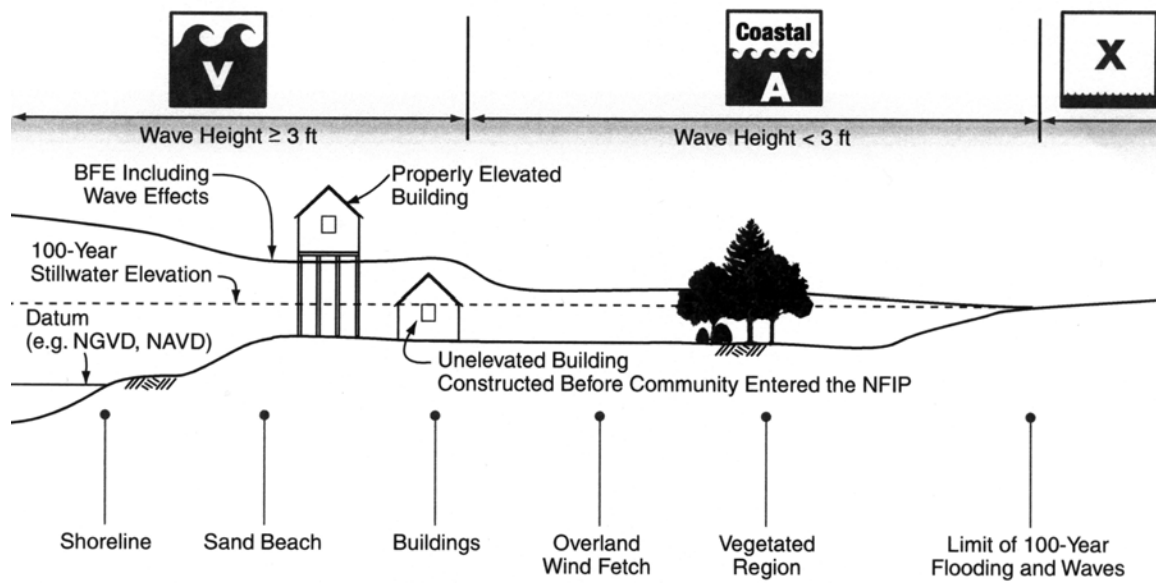 V
Coastal
A
X
Wave Height ≥ 3 ft
Wave Height < 3 ft
BFE Including
Wave Effects
Properly Elevated
Building
100-Year
Stillwater Elevation
Datum
(e.g. NGVD, NAVD)
Unelevated Building
Constructed Before Community Entered the NFIP
Shoreline
Sand Beach
Buildings
Overland
Wind Fetch
Vegetated
Region
Limit of 100-Year
Flooding and Waves